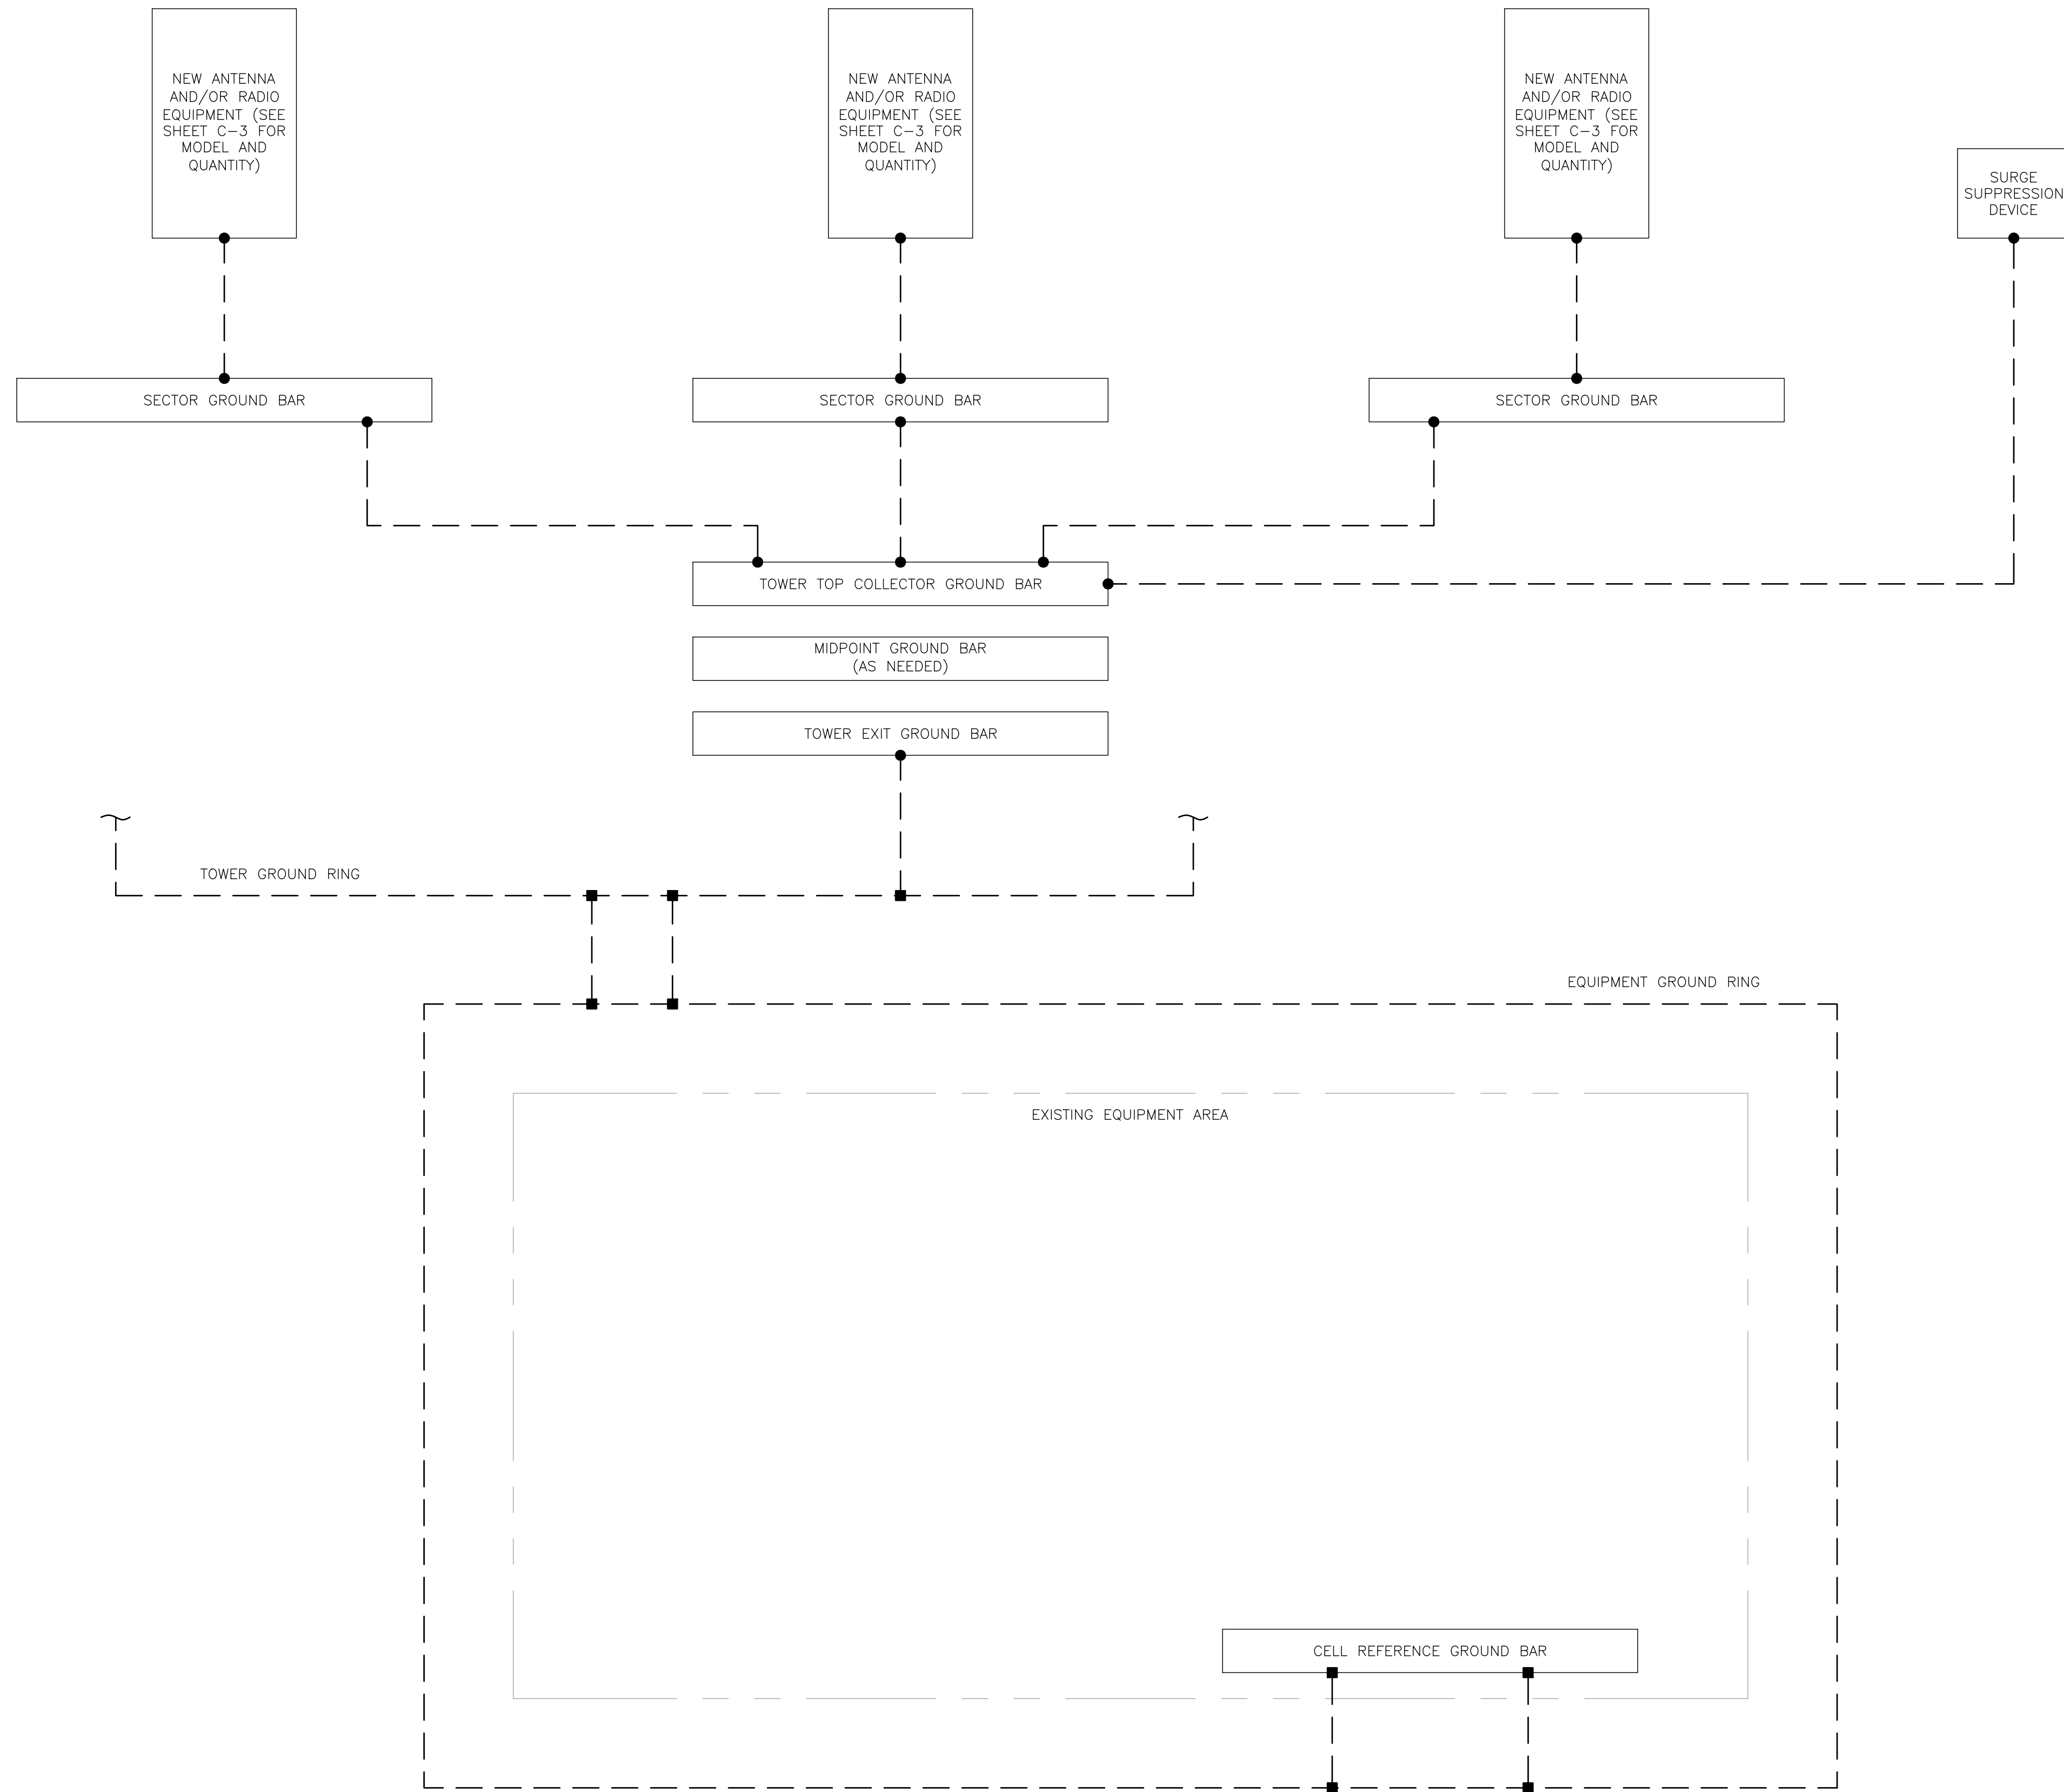 NEW ANTENNA
AND/OR RADIO
EQUIPMENT (SEE
SHEET C-3 FOR
MODEL AND
QUANTITY)
NEW ANTENNA
AND/OR RADIO
EQUIPMENT (SEE
SHEET C-3 FOR
MODEL AND
QUANTITY)
NEW ANTENNA
AND/OR RADIO
EQUIPMENT (SEE
SHEET C-3 FOR
MODEL AND
QUANTITY)
SURGE
SUPPRESSION
DEVICE
SECTOR GROUND BAR
SECTOR GROUND BAR
SECTOR GROUND BAR
TOWER TOP COLLECTOR GROUND BAR
MIDPOINT GROUND BAR
(AS NEEDED)
TOWER EXIT GROUND BAR
TOWER GROUND RING
EQUIPMENT GROUND RING
EXISTING EQUIPMENT AREA
CELL REFERENCE GROUND BAR